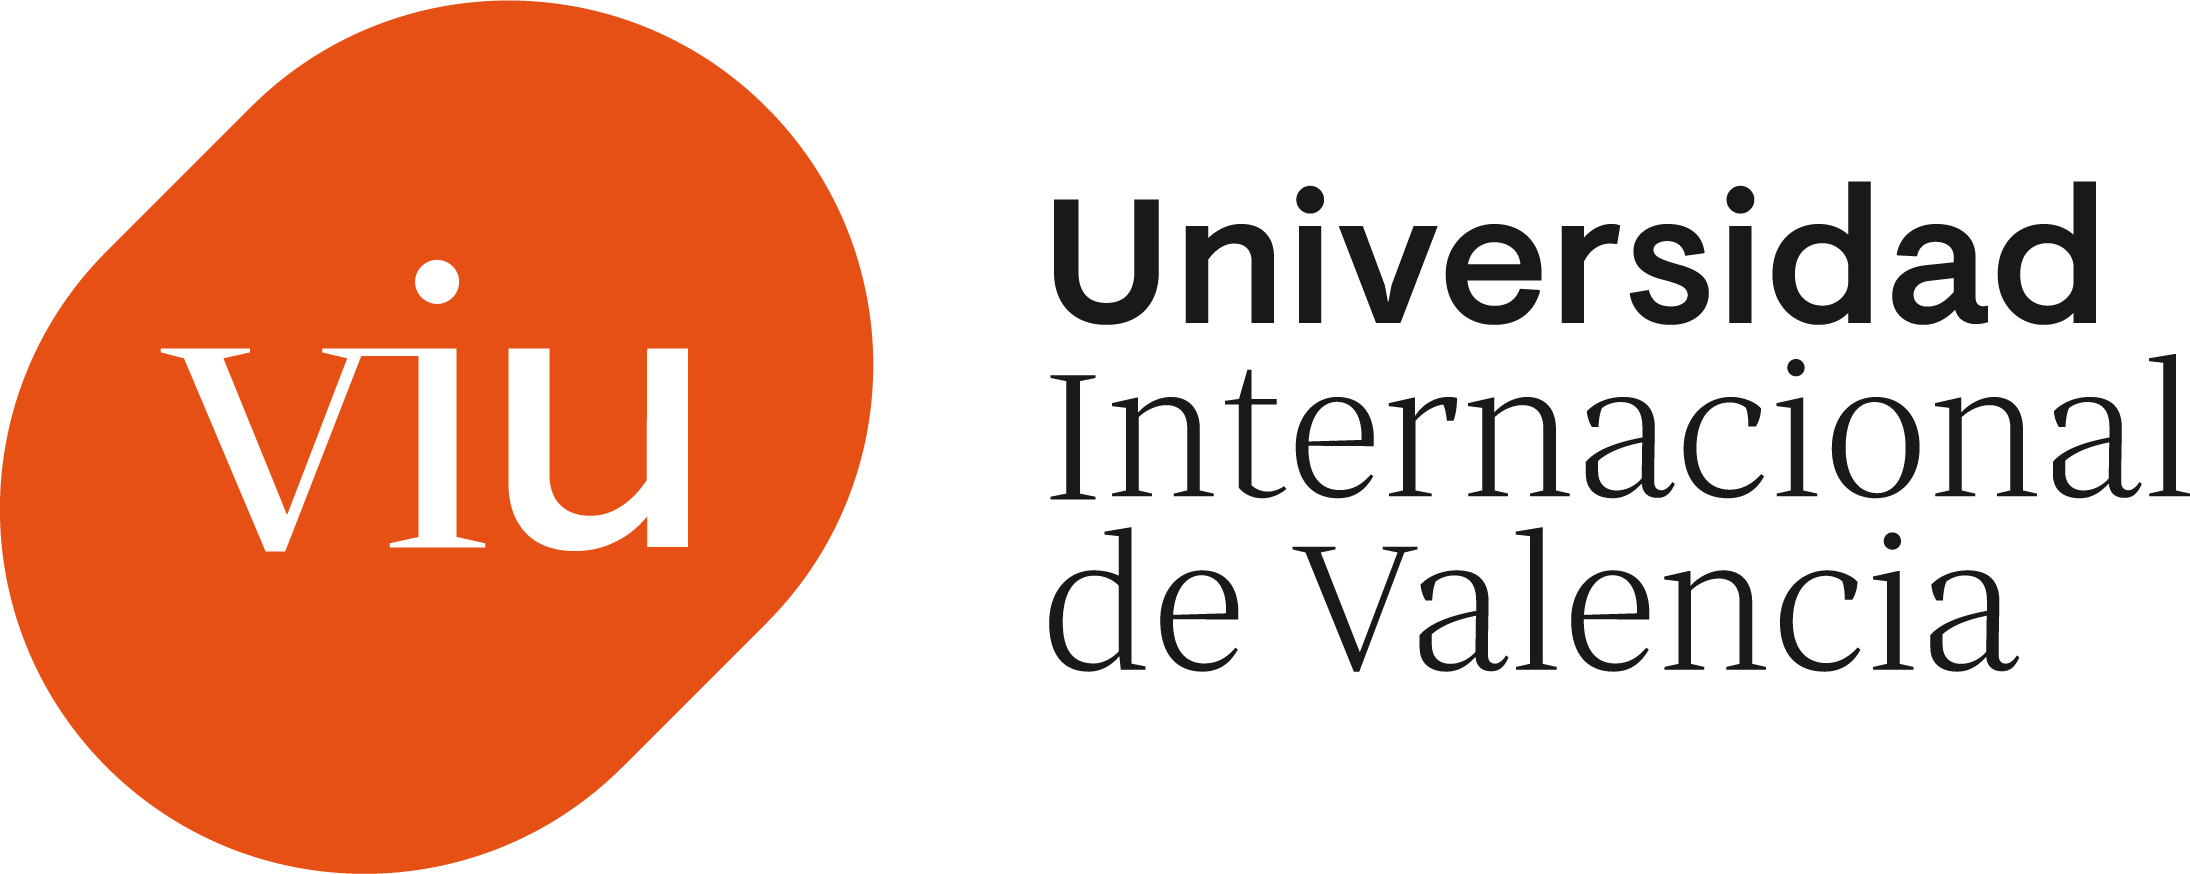 viu
Universidad
Internacional
de Valencia